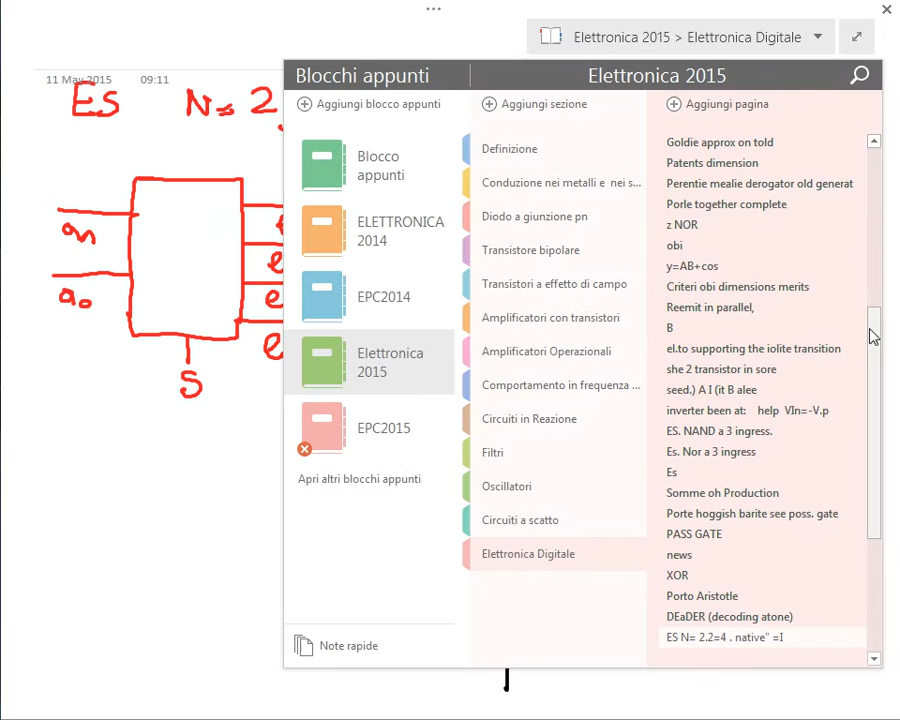 Elettronica 2015 > Elettronica Digitale
11 May 2015 09:11
Es N= 2
a1
a0
S
e
e
e
Blocchi appunti
Elettronica 2015
Aggiungi blocco appunti
Blocco
appunti
ELETTRONICA
2014
EPC2014
Elettronica
2015
EPC2015
Apri altri blocchi appunti
Note rapide
Aggiungi sezione
Definizione
Conduzione nei metalli e nei s...
Diodo a giunzione pn
Transistore bipolare
Transistori a effetto di campo
Amplificatori con transistori
Amplificatori Operazionali
Comportamento in frequenza ...
Circuiti in Reazione
Filtri
Oscillatori
Circuiti a scatto
Elettronica Digitale
Aggiungi pagina
Goldie approx on told
Patents dimension
Perentie mealie derogator old generat
Porle together complete
z NOR
obi
y=AB+cos
Criteri obi dimensions merits
Reemit in parallel,
B
el.to supporting the iolite transition
she 2 transistor in sore
seed.) A I (it B alee
inverter been at: help VIn=-V.p
ES. NAND a 3 ingress.
Es. Nor a 3 ingress
Es
Somme oh Production
Porte hoggish barite see poss. gate
PASS GATE
news
XOR
Porto Aristotle
DEaDER (decoding atone)
ES N= 2.2=4 . native" =I